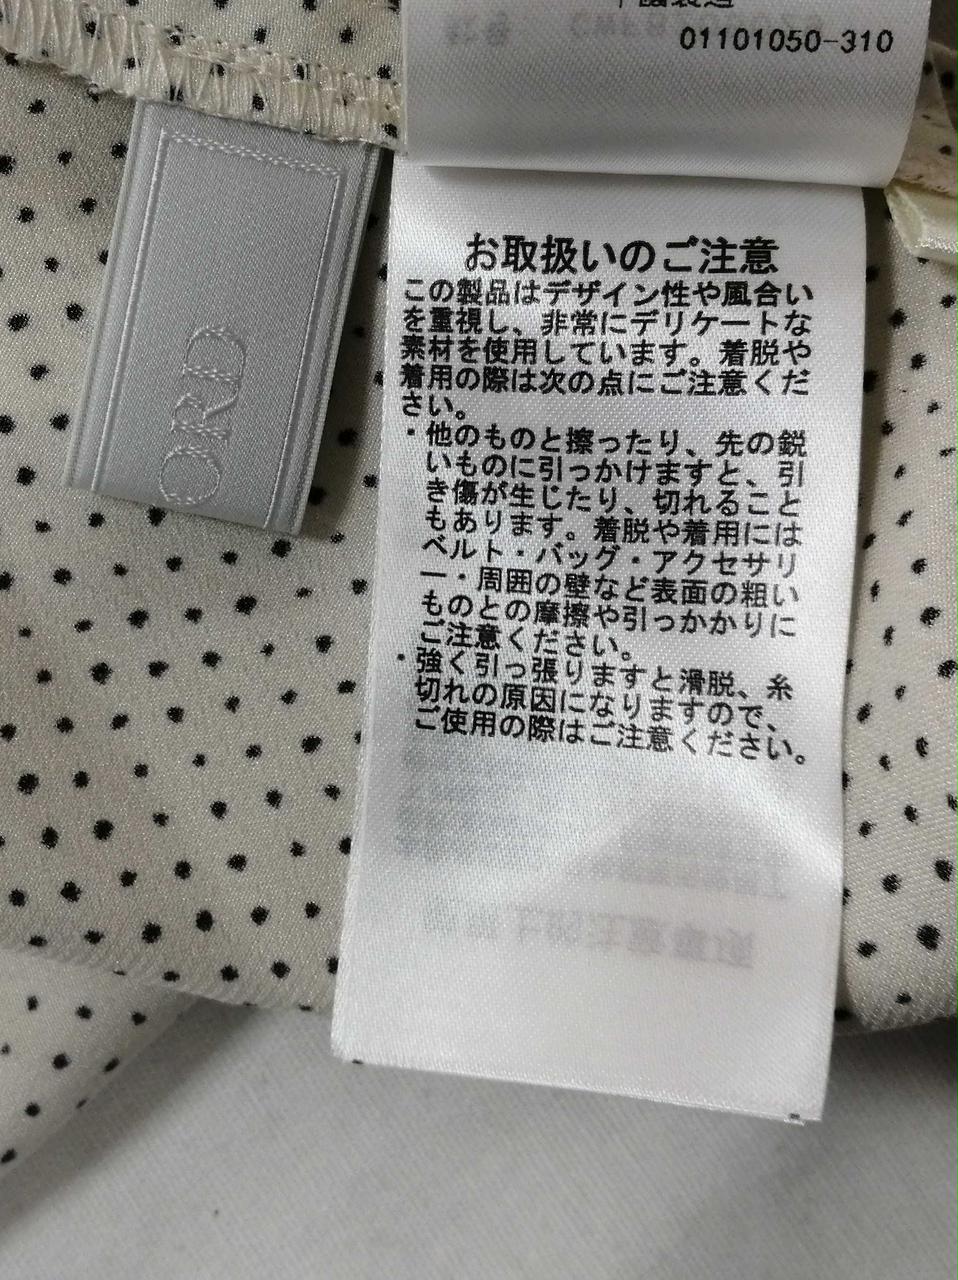 中國製造
01101050-310
お取扱いのご注意
この製品はデザイン性や風合い
を重視し、非常にデリケートな
素材を使用しています。着脱や
着用の際は次の点にご注意くだ
さい。
・他のものと擦ったり、先の鋭
いものに引っかけますと、引
き傷が生じたり、切れること
もあります。着脱や着用には
ベルト・バッグ・アクセサリ
ー・周囲の壁など表面の粗い
ものとの摩擦や引っかかりに
ご注意ください。
・強く引っ張りますと滑脱、糸
切れの原因になりますので、
ご使用の際はご注意ください。